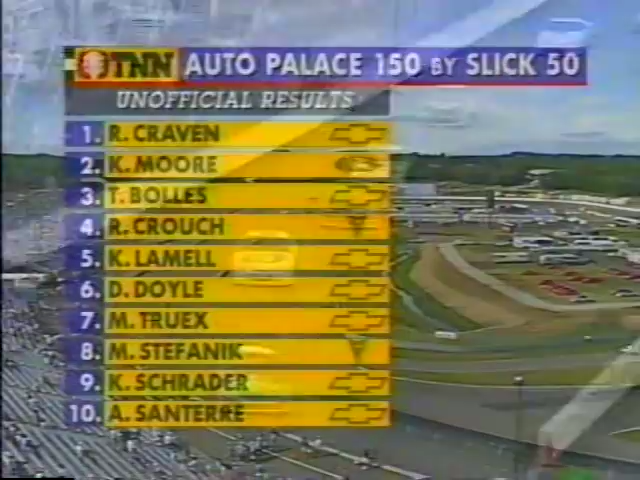 TNN AUTO PALACE 150 BY SLICK 50
UNOFFICIAL RESULTS
1. R. CRAVEN
2. K. MOORE
3. T. BOLLES
4. R. CROUCH
5. K. LAMELL
6. D. DOYLE
7. M. TRUEX
8. M. STEFANIK
9. K. SCHRADER
10. A. SANTERRE